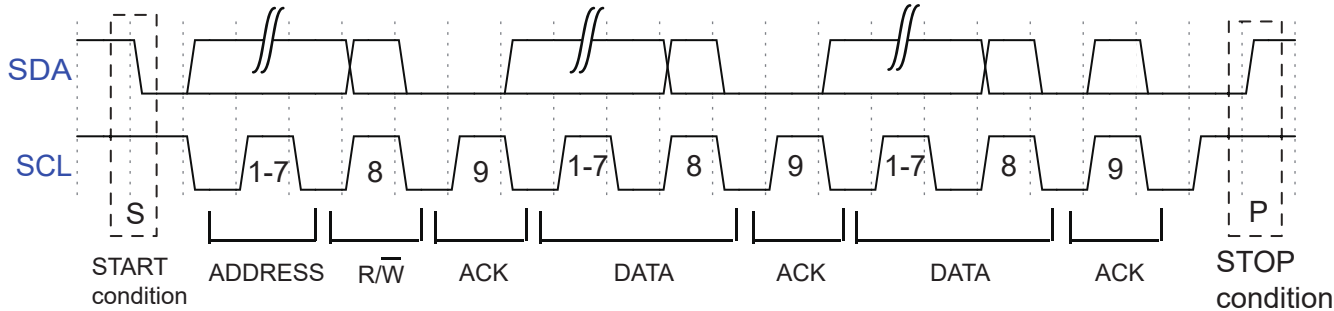 SDA
SCL
1-7
8
9
1-7
8
9
1-7
8
9
S
P
START
condition
ADDRESS
R/W̅
ACK
DATA
ACK
DATA
ACK
STOP
condition